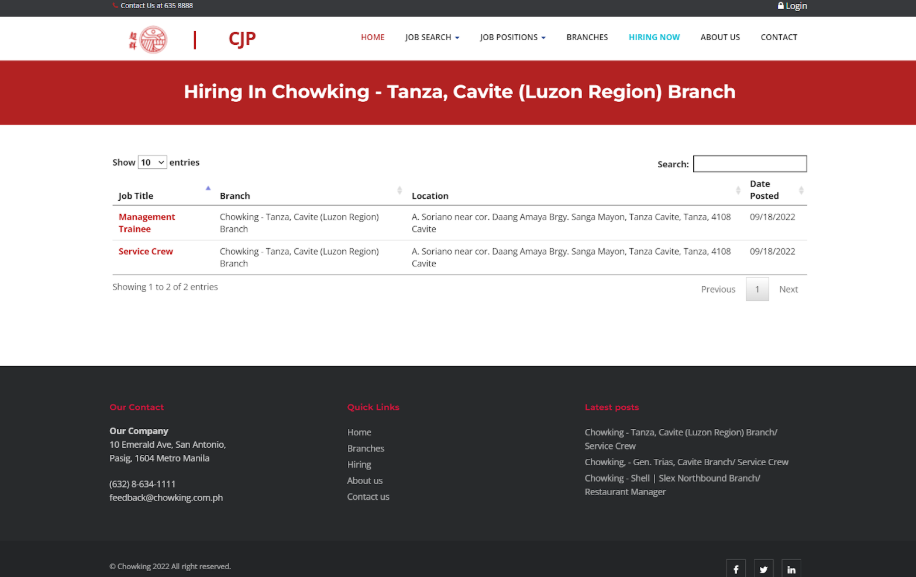 Contact Us at 635 8888
Login
CJP
HOME JOB SEARCH JOB POSITIONS BRANCHES HIRING NOW ABOUT US CONTACT
Hiring In Chowking - Tanza, Cavite (Luzon Region) Branch
Show 10 entries
Search:
Job Title Branch Location Date Posted
Management Trainee
Chowking - Tanza, Cavite (Luzon Region) Branch
A. Soriano near cor. Daang Amaya Brgy. Sanga Mayon, Tanza Cavite, Tanza, 4108 Cavite
09/18/2022
Service Crew
Chowking - Tanza, Cavite (Luzon Region) Branch
A. Soriano near cor. Daang Amaya Brgy. Sanga Mayon, Tanza Cavite, Tanza, 4108 Cavite
09/18/2022
Showing 1 to 2 of 2 entries
Previous 1 Next
Our Contact
Our Company
10 Emerald Ave, San Antonio,
Pasig, 1604 Metro Manila
(632) 8-634-1111
feedback@chowking.com.ph
Quick Links
Home
Branches
Hiring
About us
Contact us
Latest posts
Chowking - Tanza, Cavite (Luzon Region) Branch/
Service Crew
Chowking, - Gen. Trias, Cavite Branch/ Service Crew
Chowking - Shell | Slex Northbound Branch/
Restaurant Manager
© Chowking 2022 All right reserved.